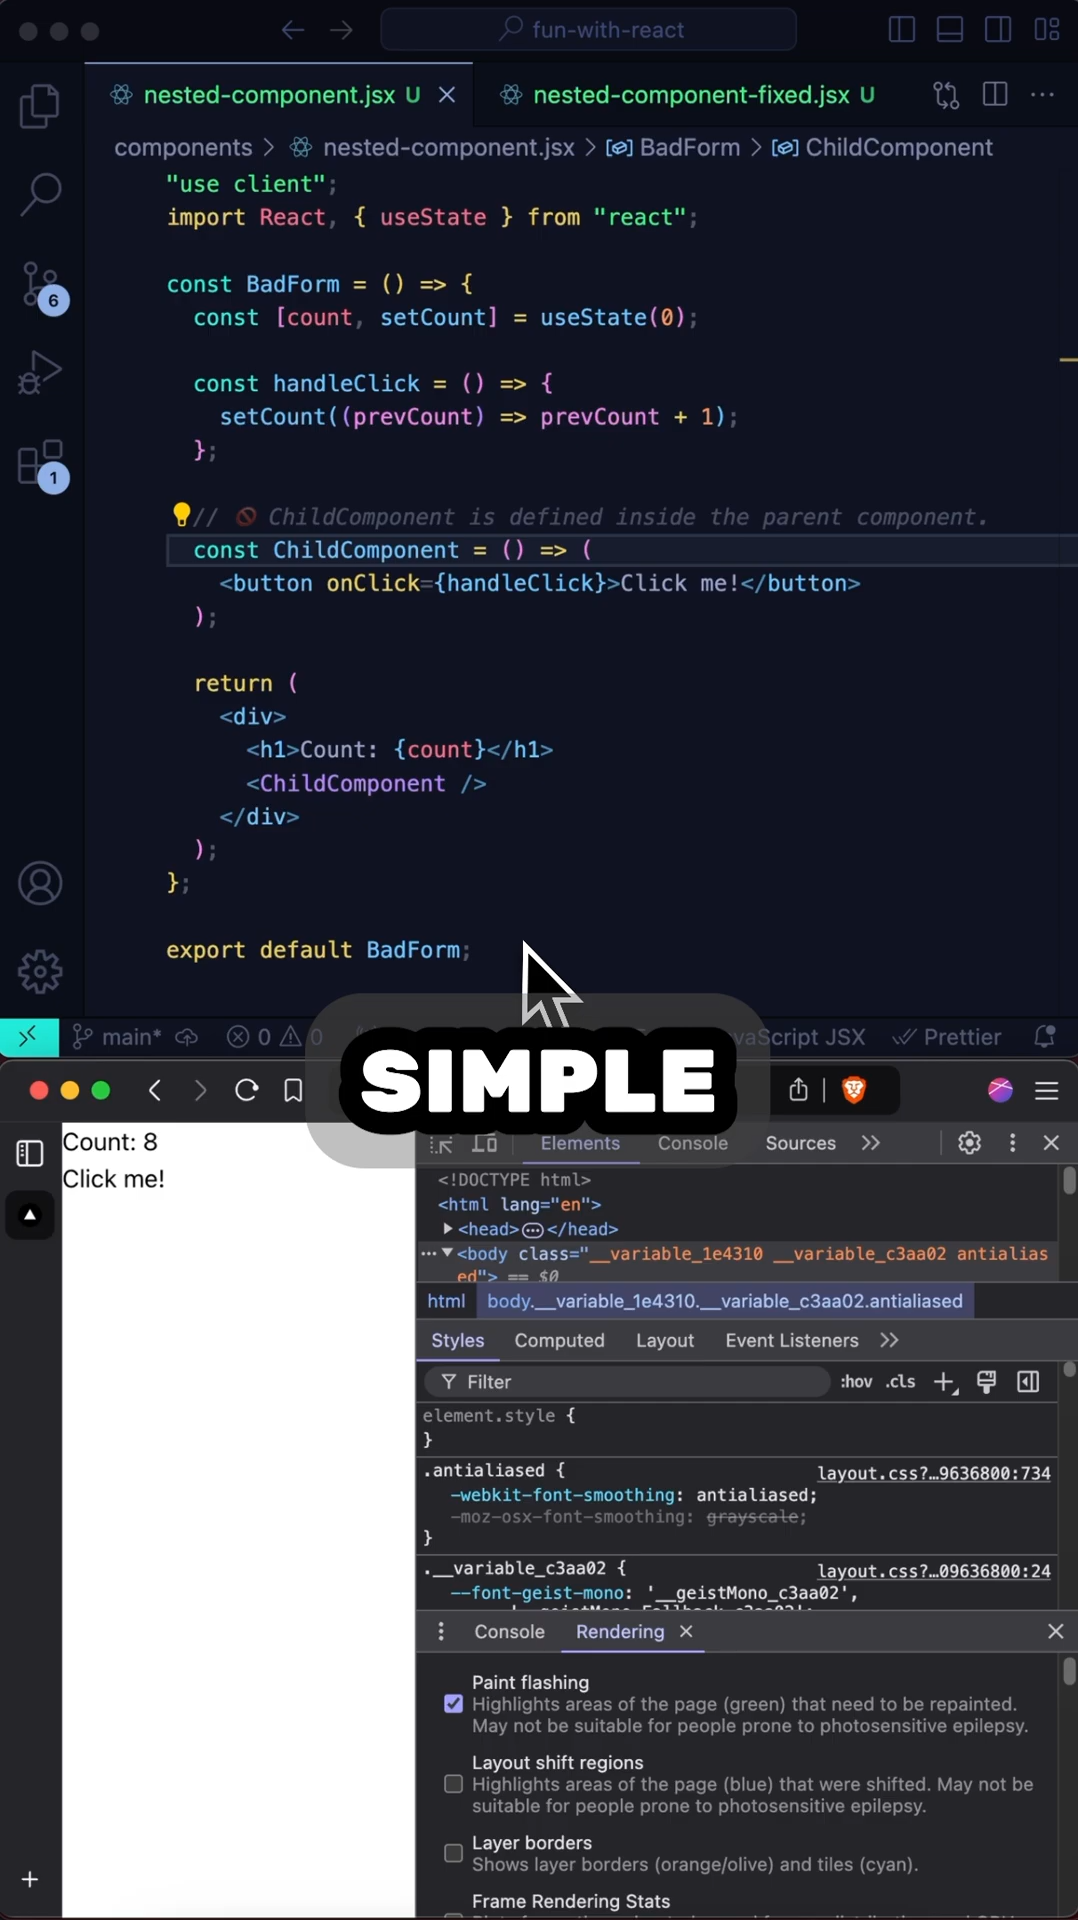 fun-with-react
nested-component.jsx U
nested-component-fixed.jsx U
components > nested-component.jsx > BadForm > ChildComponent
"use client";
import React, { useState } from "react";
const BadForm = () => {
const [count, setCount] = useState(0);
const handleClick = () => {
setCount((prevCount) => prevCount + 1);
};
// 🚫 ChildComponent is defined inside the parent component.
const ChildComponent = () => (
<button onClick={handleClick}>Click me!</button>
);
return (
<div>
<h1>Count: {count}</h1>
<ChildComponent />
</div>
);
};
export default BadForm;
6
1
main* 0 0 JSX Prettier
SIMPLE
Count: 8
Click me!
Elements Console Sources >>
<!DOCTYPE html>
<html lang="en">
<head>…</head>
<body class="__variable_1e4310 __variable_c3aa02 antialias
ed"> == $0
html body.__variable_1e4310.__variable_c3aa02.antialiased
Styles Computed Layout Event Listeners >>
Filter :hov .cls
element.style {
}
.antialiased { layout.css?…9636800:734
-webkit-font-smoothing: antialiased;
-moz-osx-font-smoothing: grayscale;
}
.__variable_c3aa02 { layout.css?…09636800:24
--font-geist-mono: '__geistMono_c3aa02',
Console Rendering
Paint flashing
Highlights areas of the page (green) that need to be repainted.
May not be suitable for people prone to photosensitive epilepsy.
Layout shift regions
Highlights areas of the page (blue) that were shifted. May not be
suitable for people prone to photosensitive epilepsy.
Layer borders
Shows layer borders (orange/olive) and tiles (cyan).
Frame Rendering Stats